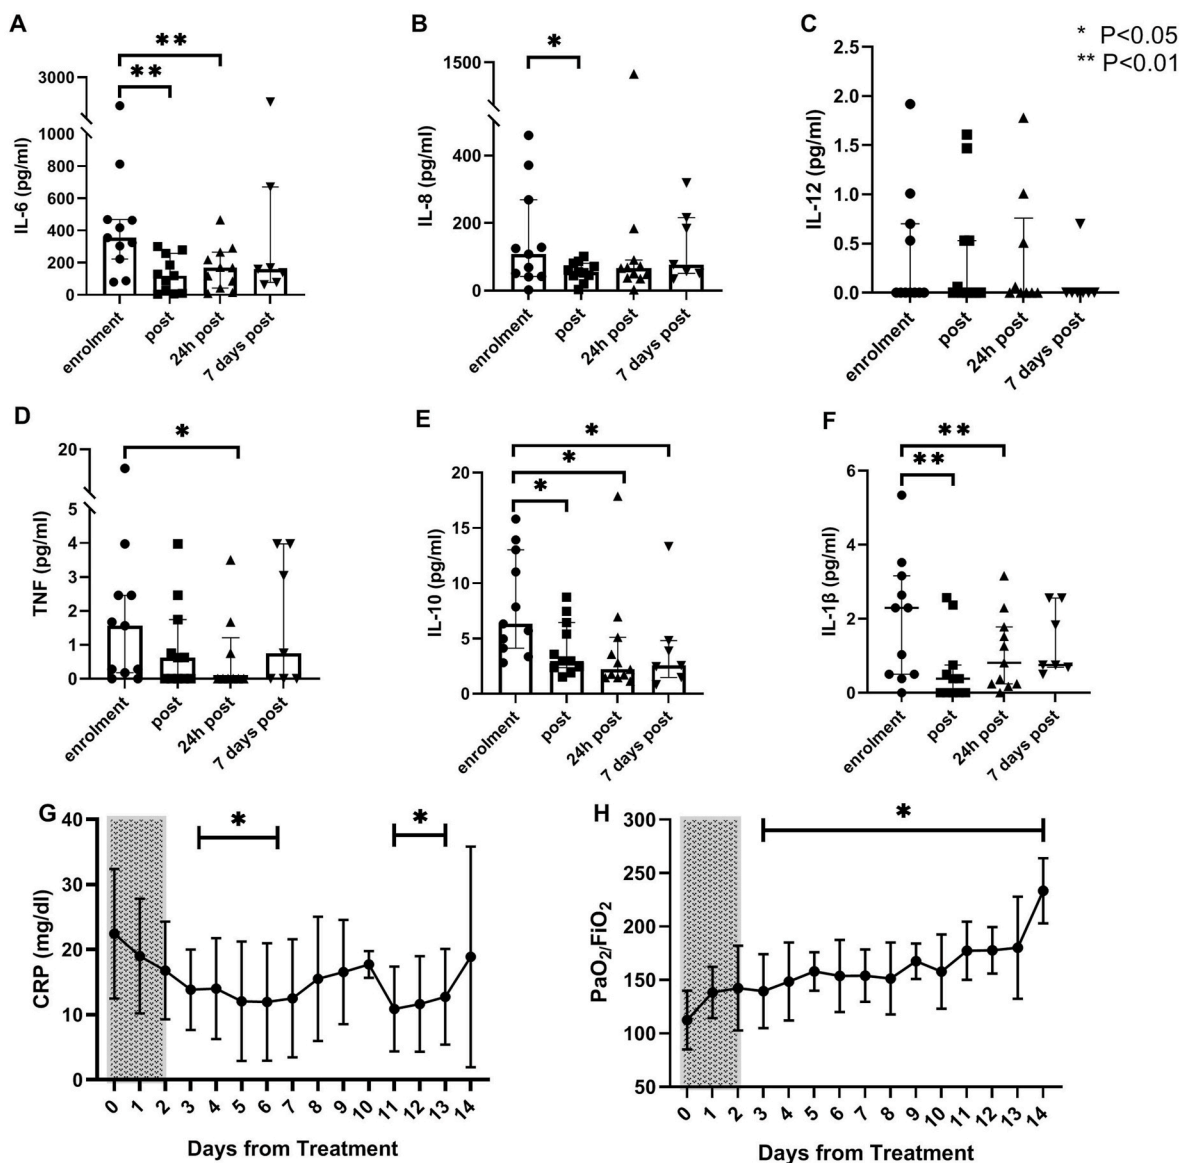 A
IL-6 (pg/ml)
3000
1000
800
600
400
200
0
** **
enrolment post 24h post 7 days post
B
IL-8 (pg/ml)
1500
400
200
0
*
enrolment post 24h post 7 days post
C
IL-12 (pg/ml)
2.5
2.0
1.5
1.0
0.5
0.0
enrolment post 24h post 7 days post
* P<0.05
** P<0.01
D
TNF (pg/ml)
20
5
4
3
2
1
0
*
enrolment post 24h post 7 days post
E
IL-10 (pg/ml)
20
15
10
5
0
* * *
enrolment post 24h post 7 days post
F
IL-1β (pg/ml)
6
4
2
0
** **
enrolment post 24h post 7 days post
G
CRP (mg/dl)
40
30
20
10
0
* *
0 1 2 3 4 5 6 7 8 9 10 11 12 13 14
Days from Treatment
H
PaO2/FiO2
300
250
200
150
100
50
*
0 1 2 3 4 5 6 7 8 9 10 11 12 13 14
Days from Treatment